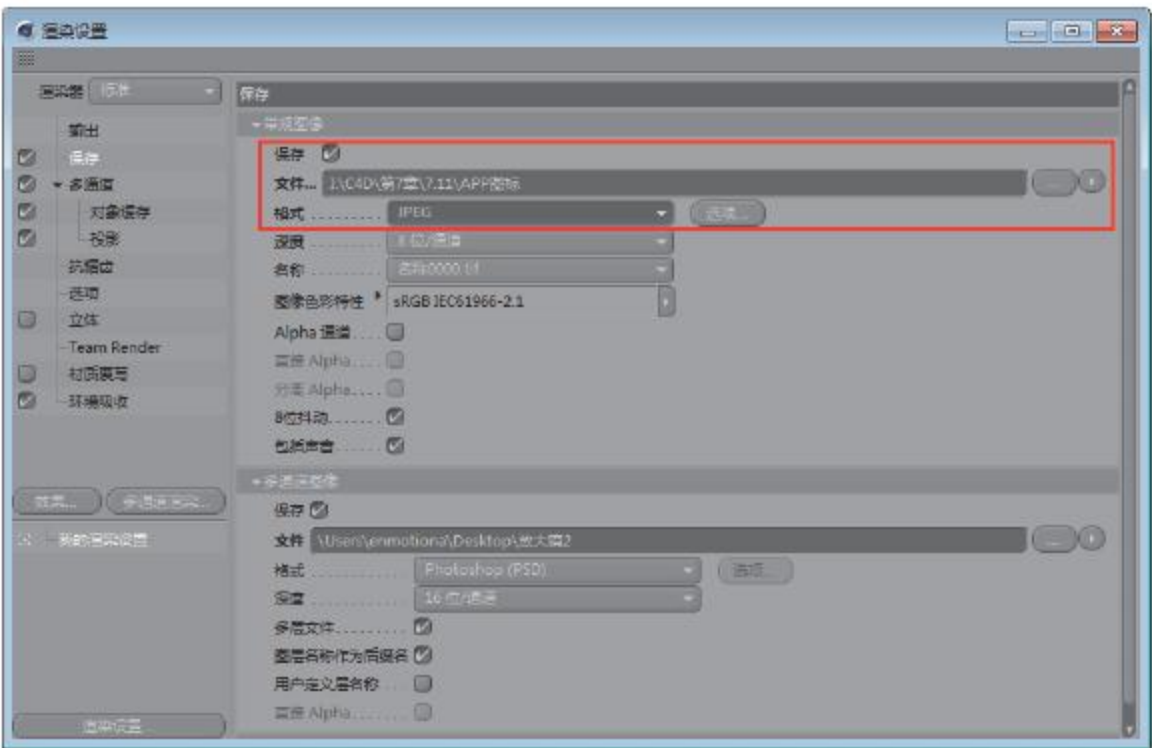 渲染设置
渲染器 标准
输出
保存
多通道
对象缓存
投影
抗锯齿
选项
立体
Team Render
材质覆写
环境吸收
效果... 多通道渲染...
我的渲染设置
渲染设置
保存
常规图像
保存
文件... J:\C4D\第7章\7.11\APP图标 ...
格式 ......... JPEG 选项...
深度 ......... 8 位/通道
名称 ......... 名称0000.tif
图像色彩特性 sRGB IEC61966-2.1
Alpha 通道 ....
直接 Alpha.....
分离 Alpha.....
8位抖动.......
包括声音......
多通道图像
保存
文件 \Users\enmotiona\Desktop\放大镜2 ...
格式 ............ Photoshop (PSD) 选项...
深度 ............ 16 位/通道
多层文件.........
图层名称作为后缀名
用户定义层名称 ...
直接 Alpha........